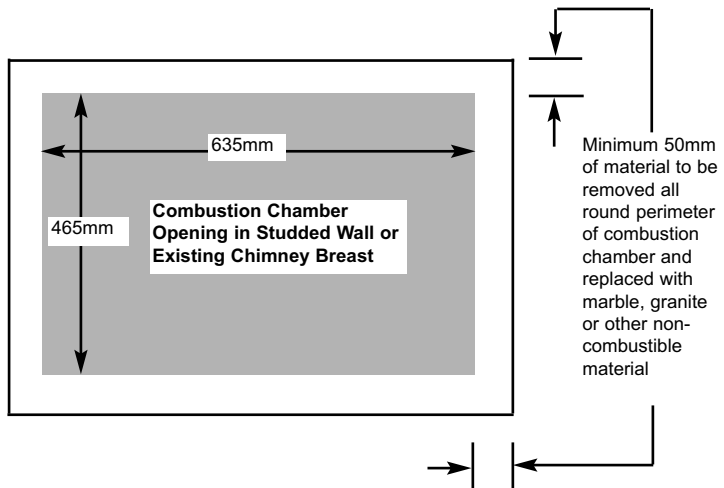 635mm
465mm
Combustion Chamber
Opening in Studded Wall or
Existing Chimney Breast
Minimum 50mm
of material to be
removed all
round perimeter
of combustion
chamber and
replaced with
marble, granite
or other non-
combustible
material